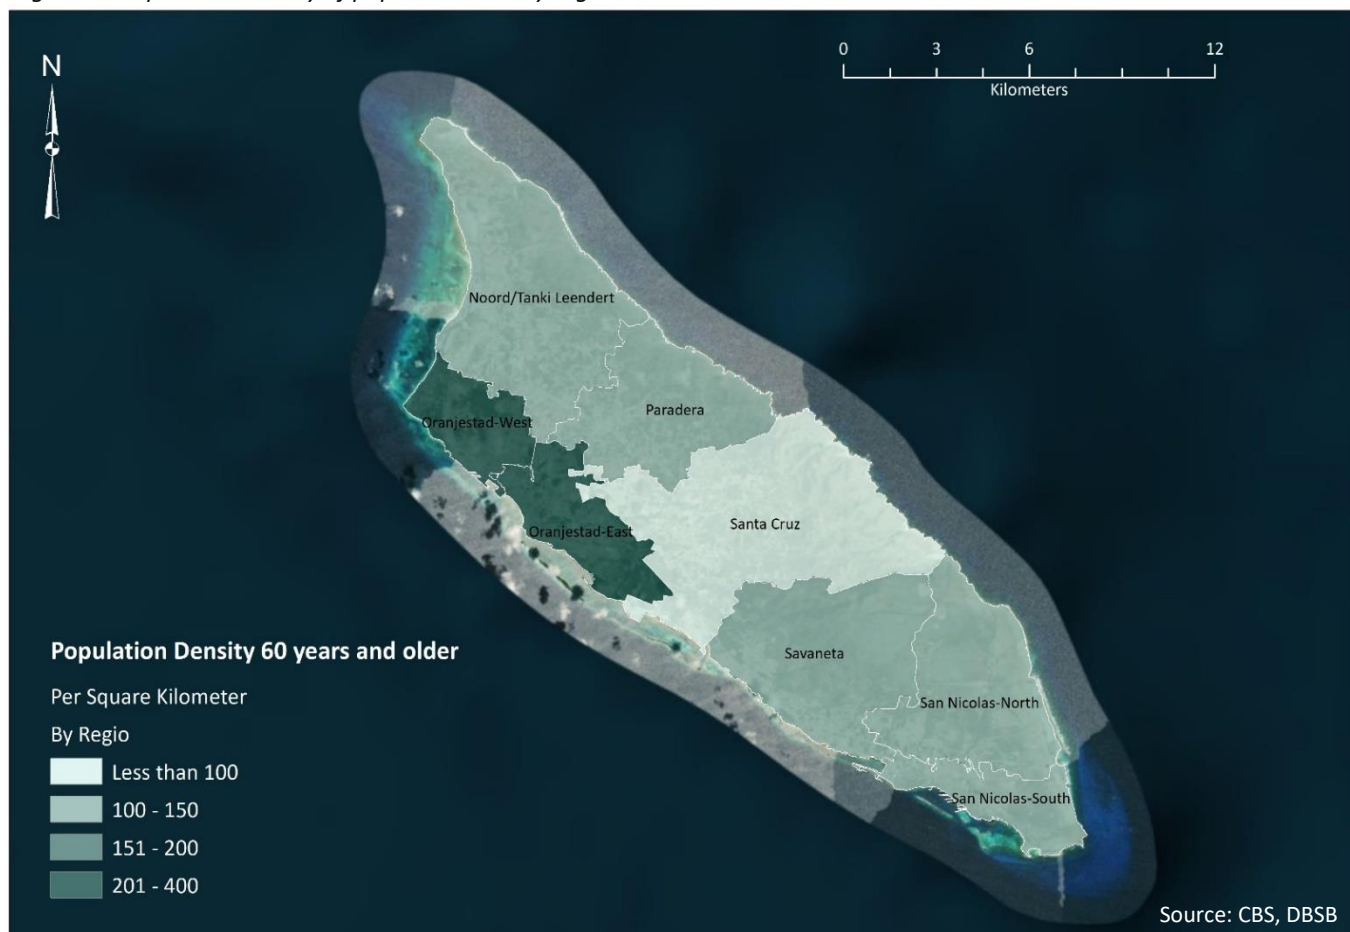 N
0 3 6 12
Kilometers
Noord/Tanki Leendert
Paradera
Oranjestad-West
Santa Cruz
Oranjestad-East
Savaneta
San Nicolas-North
San Nicolas-South
Population Density 60 years and older
Per Square Kilometer
By Regio
Less than 100
100 - 150
151 - 200
201 - 400
Source: CBS, DBSB